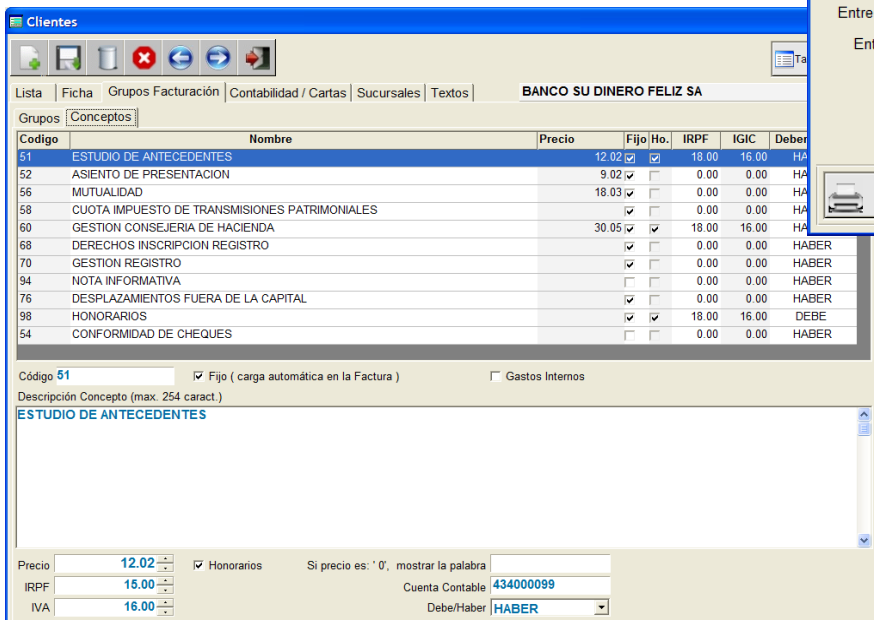 Entre
Clientes
Ent
Ta
Lista Ficha Grupos Facturación Contabilidad / Cartas Sucursales Textos BANCO SU DINERO FELIZ SA
Grupos Conceptos
Codigo Nombre Precio Fijo Ho. IRPF IGIC Deber
51 ESTUDIO DE ANTECEDENTES 12.02 18.00 16.00 HA
52 ASIENTO DE PRESENTACION 9.02 0.00 0.00 HA
56 MUTUALIDAD 18.03 0.00 0.00 HA
58 CUOTA IMPUESTO DE TRANSMISIONES PATRIMONIALES 0.00 0.00 HA
60 GESTION CONSEJERIA DE HACIENDA 30.05 18.00 16.00 HA
68 DERECHOS INSCRIPCION REGISTRO 0.00 0.00 HABER
70 GESTION REGISTRO 0.00 0.00 HABER
94 NOTA INFORMATIVA 0.00 0.00 HABER
76 DESPLAZAMIENTOS FUERA DE LA CAPITAL 0.00 0.00 HABER
98 HONORARIOS 18.00 16.00 DEBE
54 CONFORMIDAD DE CHEQUES 0.00 0.00 HABER
Código 51 Fijo ( carga automática en la Factura ) Gastos Internos
Descripción Concepto (max. 254 caract.)
ESTUDIO DE ANTECEDENTES
Precio 12.02 Honorarios Si precio es: ' 0', mostrar la palabra
IRPF 15.00 Cuenta Contable 434000099
IVA 16.00 Debe/Haber HABER